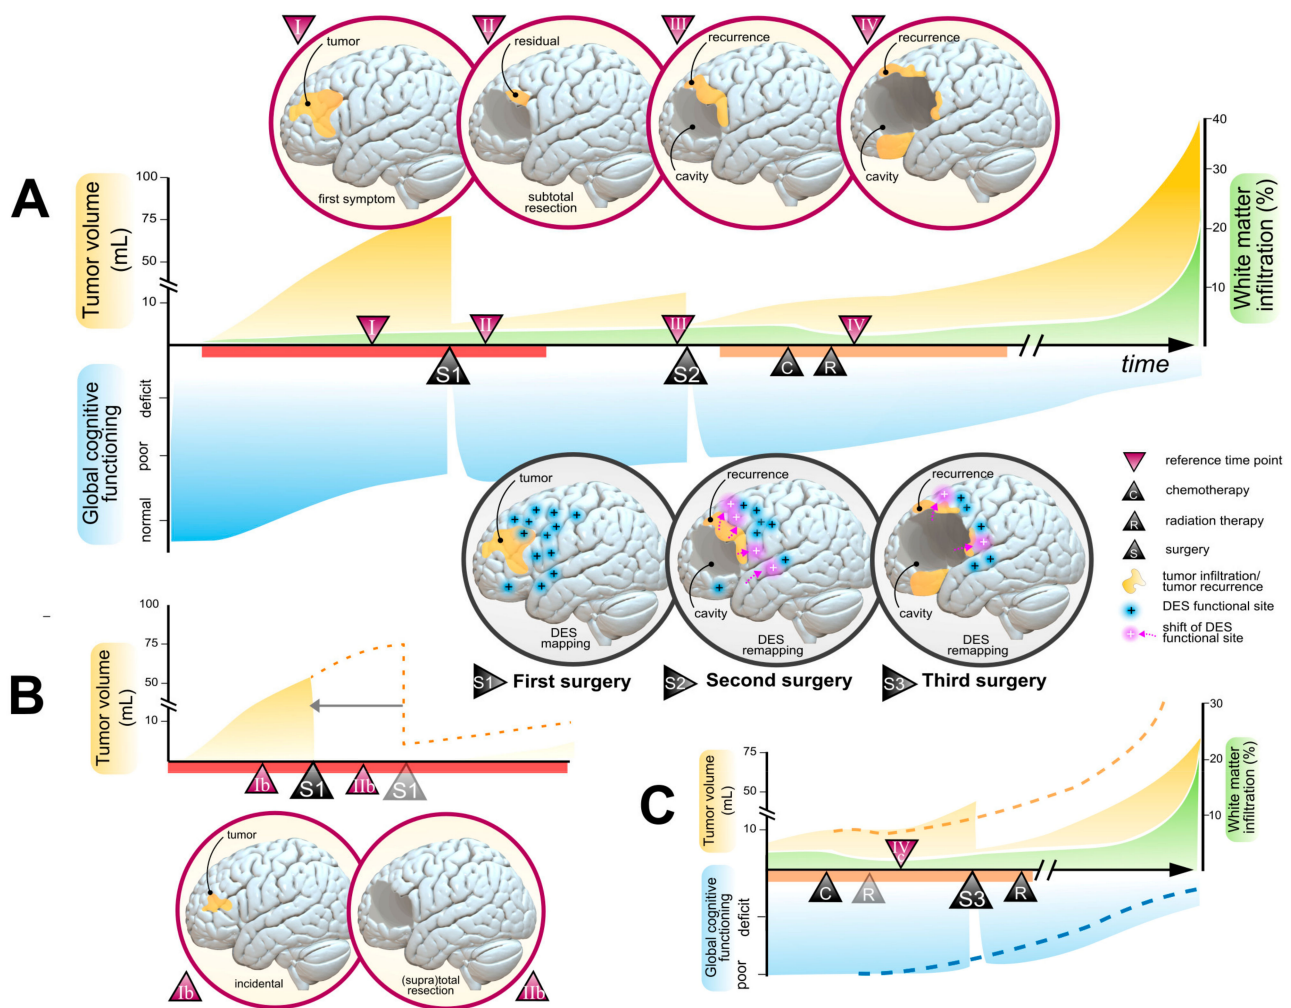 I
II
III
IV
tumor
residual
recurrence
recurrence
cavity
cavity
first symptom
subtotal
resection
A
Tumor volume
(mL)
100
75
50
10
40
30
20
10
White matter
infiltration (%)
I
II
III
IV
S1
S2
C
R
time
Global cognitive
functioning
deficit
poor
normal
tumor
recurrence
recurrence
cavity
cavity
DES
mapping
DES
remapping
DES
remapping
S1 First surgery
S2 Second surgery
S3 Third surgery
reference time point
C chemotherapy
R radiation therapy
S surgery
tumor infiltration/
tumor recurrence
DES functional site
shift of DES
functional site
B
Tumor volume
(mL)
100
75
50
10
Ib
S1
IIb
S1
tumor
incidental
(supra)total
resection
Ib
IIb
C
Tumor volume
(mL)
75
50
10
30
20
10
White matter
infiltration (%)
IV
c
C
R
S3
R
Global cognitive
functioning
deficit
poor